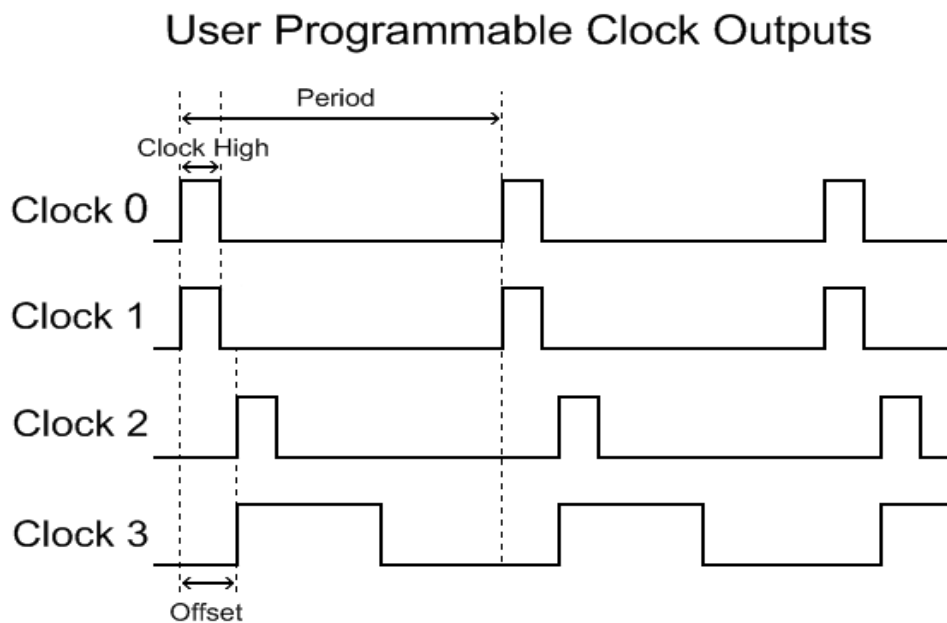 User Programmable Clock Outputs
Period
Clock High
Clock 0
Clock 1
Clock 2
Clock 3
Offset